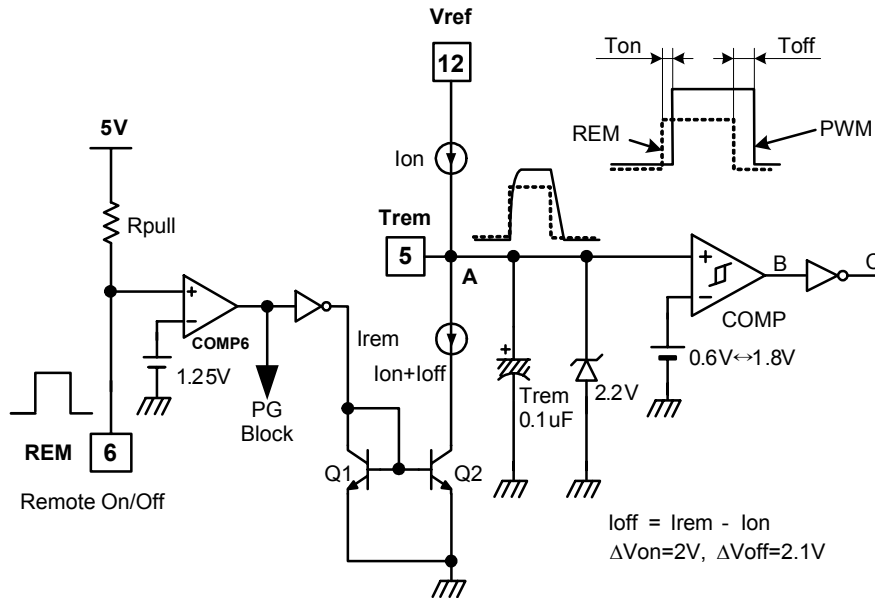 Vref
12
Ton
Toff
REM
PWM
5V
Ion
Rpull
Trem
5
A
+
B
C
COMP
+
−
COMP6
Irem
Ion+Ioff
1.25V
PG
Block
+
Trem
0.1uF
2.2V
−
0.6V↔1.8V
REM
6
Q1
Q2
Remote On/Off
Ioff = Irem - Ion
ΔVon=2V, ΔVoff=2.1V